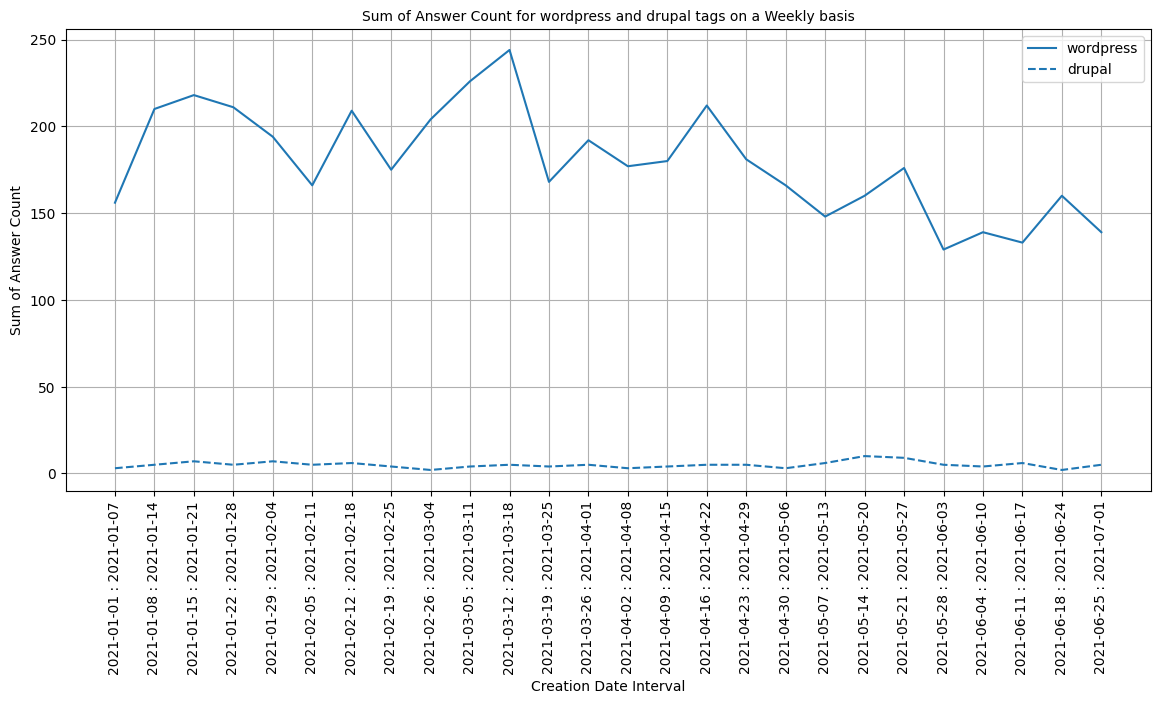 Sum of Answer Count for wordpress and drupal tags on a Weekly basis
wordpress
drupal
Sum of Answer Count
250
200
150
100
50
0
2021-01-01 : 2021-01-07
2021-01-08 : 2021-01-14
2021-01-15 : 2021-01-21
2021-01-22 : 2021-01-28
2021-01-29 : 2021-02-04
2021-02-05 : 2021-02-11
2021-02-12 : 2021-02-18
2021-02-19 : 2021-02-25
2021-02-26 : 2021-03-04
2021-03-05 : 2021-03-11
2021-03-12 : 2021-03-18
2021-03-19 : 2021-03-25
2021-03-26 : 2021-04-01
2021-04-02 : 2021-04-08
2021-04-09 : 2021-04-15
2021-04-16 : 2021-04-22
2021-04-23 : 2021-04-29
2021-04-30 : 2021-05-06
2021-05-07 : 2021-05-13
2021-05-14 : 2021-05-20
2021-05-21 : 2021-05-27
2021-05-28 : 2021-06-03
2021-06-04 : 2021-06-10
2021-06-11 : 2021-06-17
2021-06-18 : 2021-06-24
2021-06-25 : 2021-07-01
Creation Date Interval